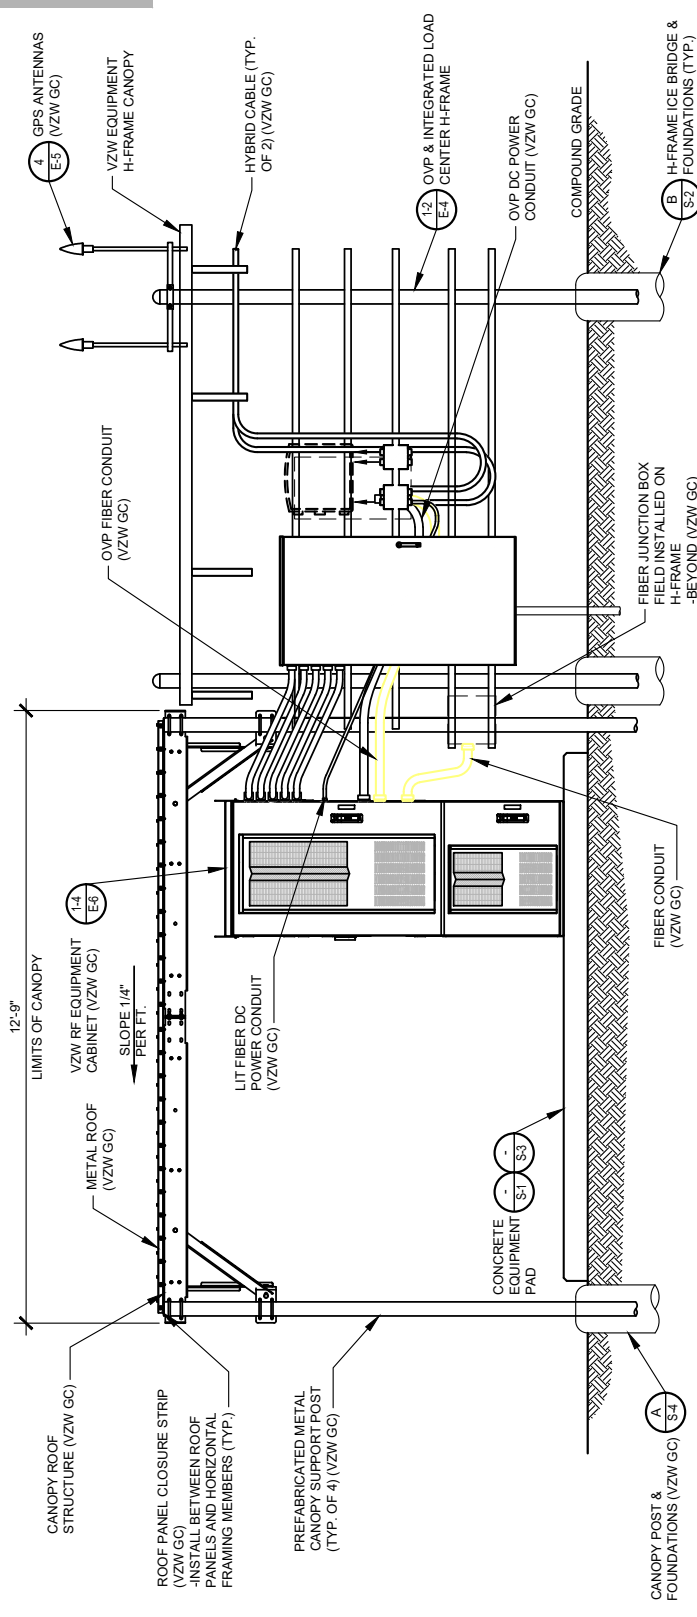 CANOPY ROOF
STRUCTURE (VZW GC)
ROOF PANEL CLOSURE STRIP
(VZW GC)
-INSTALL BETWEEN ROOF
PANELS AND HORIZONTAL
FRAMING MEMBERS (TYP.)
PREFABRICATED METAL
CANOPY SUPPORT POST
(TYP. OF 4) (VZW GC)
CANOPY POST &
FOUNDATIONS (VZW GC)
A
S-4
12'-9"
LIMITS OF CANOPY
METAL ROOF
(VZW GC)
SLOPE 1/4"
PER FT.
VZW RF EQUIPMENT
CABINET (VZW GC)
1-4
E-6
LIT FIBER DC
POWER CONDUIT
(VZW GC)
CONCRETE
EQUIPMENT
PAD
-
S-1
-
S-3
FIBER CONDUIT
(VZW GC)
OVP FIBER CONDUIT
(VZW GC)
FIBER JUNCTION BOX
FIELD INSTALLED ON
H-FRAME
-BEYOND (VZW GC)
4
E-5
GPS ANTENNAS
(VZW GC)
VZW EQUIPMENT
H-FRAME CANOPY
HYBRID CABLE (TYP.
OF 2) (VZW GC)
1-2
E-4
OVP & INTEGRATED LOAD
CENTER H-FRAME
OVP DC POWER
CONDUIT (VZW GC)
COMPOUND GRADE
B
S-2
H-FRAME ICE BRIDGE &
FOUNDATIONS (TYP.)